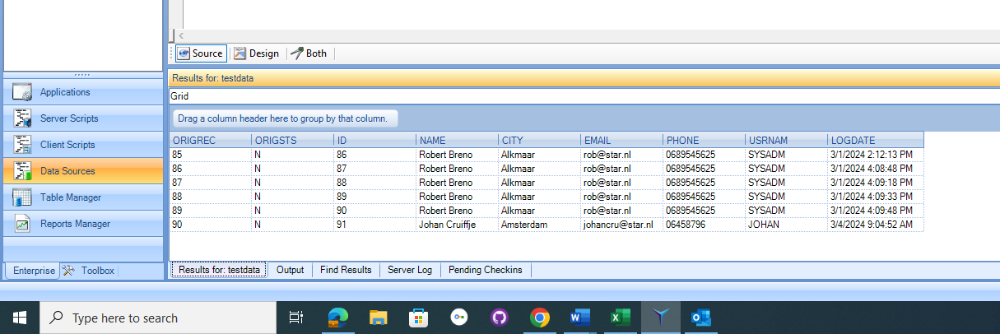 Source Design Both
Results for: testdata
Grid
Drag a column header here to group by that column.
ORIGREC ORIGSTS ID NAME CITY EMAIL PHONE USRNAM LOGDATE
85 N 86 Robert Breno Alkmaar rob@star.nl 0689545625 SYSADM 3/1/2024 2:12:13 PM
86 N 87 Robert Breno Alkmaar rob@star.nl 0689545625 SYSADM 3/1/2024 4:08:48 PM
87 N 88 Robert Breno Alkmaar rob@star.nl 0689545625 SYSADM 3/1/2024 4:09:18 PM
88 N 89 Robert Breno Alkmaar rob@star.nl 0689545625 SYSADM 3/1/2024 4:09:33 PM
89 N 90 Robert Breno Alkmaar rob@star.nl 0689545625 SYSADM 3/1/2024 4:09:48 PM
90 N 91 Johan Cruiffje Amsterdam johancru@star.nl 06458796 JOHAN 3/4/2024 9:04:52 AM
Applications
Server Scripts
Client Scripts
Data Sources
Table Manager
Reports Manager
Enterprise Toolbox
Results for: testdata Output Find Results Server Log Pending Checkins
Type here to search